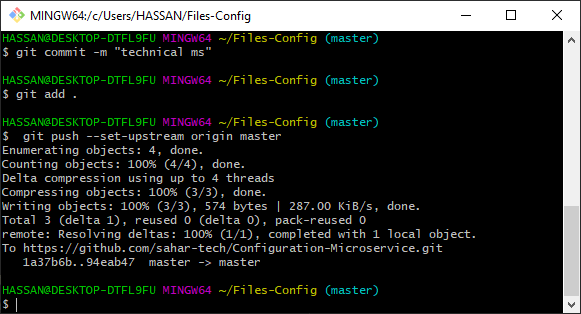 MINGW64:/c/Users/HASSAN/Files-Config
HASSAN@DESKTOP-DTFL9FU MINGW64 ~/Files-Config (master)
$ git commit -m "technical ms"
HASSAN@DESKTOP-DTFL9FU MINGW64 ~/Files-Config (master)
$ git add .
HASSAN@DESKTOP-DTFL9FU MINGW64 ~/Files-Config (master)
$  git push --set-upstream origin master
Enumerating objects: 4, done.
Counting objects: 100% (4/4), done.
Delta compression using up to 4 threads
Compressing objects: 100% (3/3), done.
Writing objects: 100% (3/3), 574 bytes | 287.00 KiB/s, done.
Total 3 (delta 1), reused 0 (delta 0), pack-reused 0
remote: Resolving deltas: 100% (1/1), completed with 1 local object.
To https://github.com/sahar-tech/Configuration-Microservice.git
   1a37b6b..94eab47  master -> master
HASSAN@DESKTOP-DTFL9FU MINGW64 ~/Files-Config (master)
$